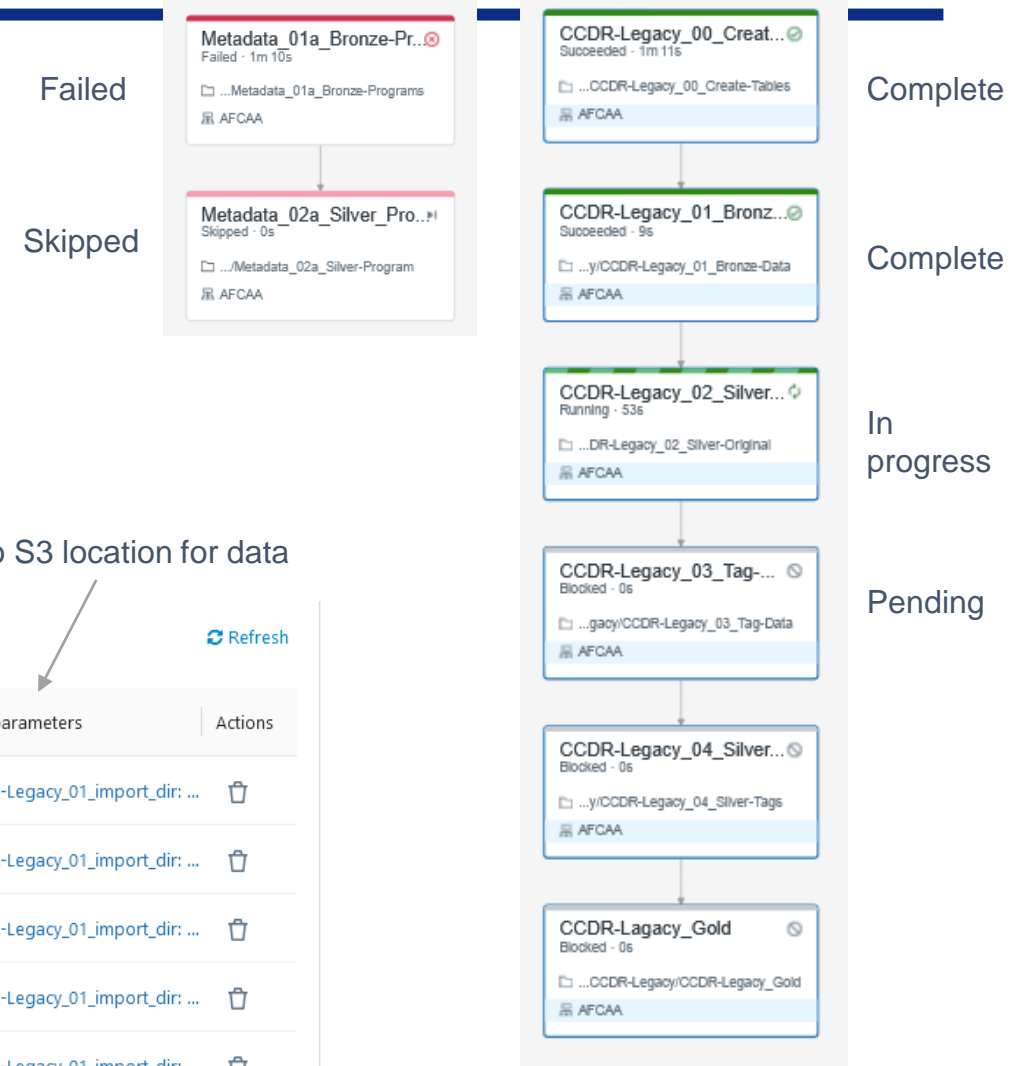 Failed
Metadata_01a_Bronze-Pr...
Failed · 1m 10s
...Metadata_01a_Bronze-Programs
AFCAA
Skipped
Metadata_02a_Silver_Pro...
Skipped · 0s
.../Metadata_02a_Silver-Program
AFCAA
CCDR-Legacy_00_Creat...
Succeeded · 1m 11s
...CCDR-Legacy_00_Create-Tables
AFCAA
Complete
CCDR-Legacy_01_Bronz...
Succeeded · 9s
...y/CCDR-Legacy_01_Bronze-Data
AFCAA
Complete
CCDR-Legacy_02_Silver...
Running · 53s
...DR-Legacy_02_Silver-Original
AFCAA
In
progress
CCDR-Legacy_03_Tag-...
Blocked · 0s
...gacy/CCDR-Legacy_03_Tag-Data
AFCAA
Pending
CCDR-Legacy_04_Silver...
Blocked · 0s
...y/CCDR-Legacy_04_Silver-Tags
AFCAA
CCDR-Lagacy_Gold
Blocked · 0s
...CCDR-Legacy/CCDR-Legacy_Gold
AFCAA
S3 location for data
Refresh
arameters
Actions
-Legacy_01_import_dir: ...
-Legacy_01_import_dir: ...
-Legacy_01_import_dir: ...
-Legacy_01_import_dir: ...
-Legacy_01_import_dir: ...